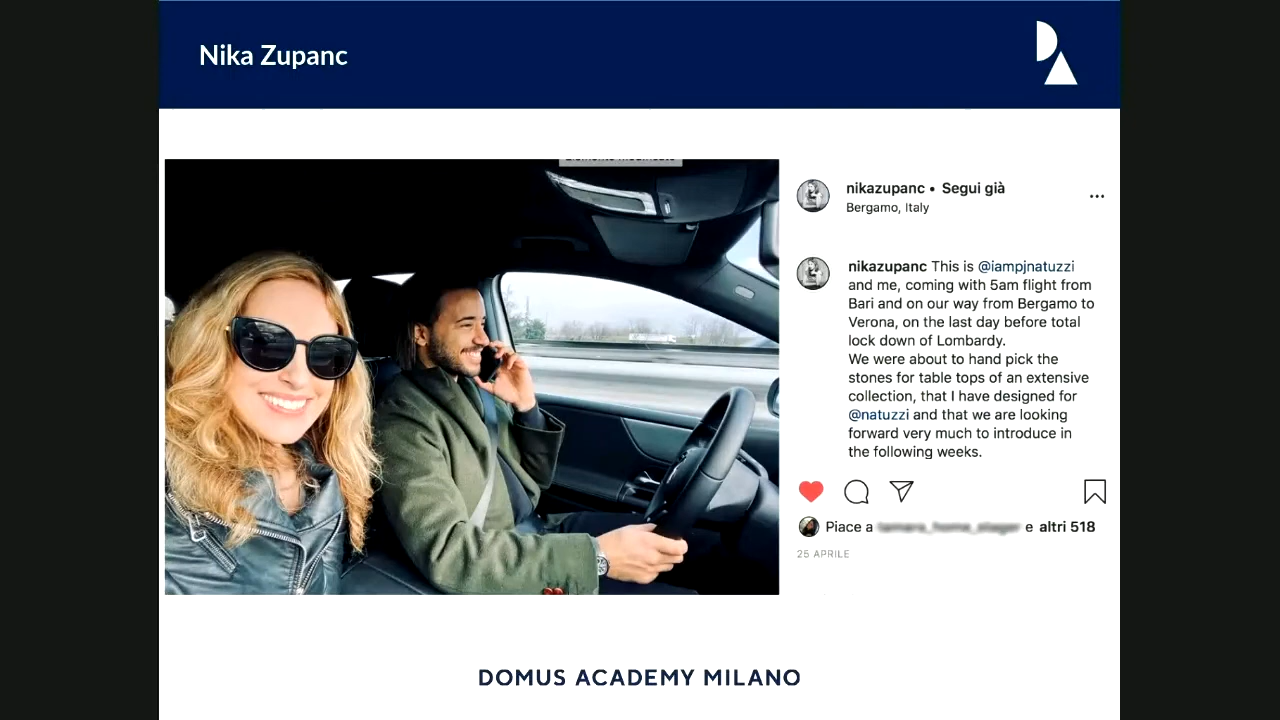 Nika Zupanc
nikazupanc • Segui già
Bergamo, Italy
nikazupanc This is @iampjnatuzzi
and me, coming with 5am flight from
Bari and on our way from Bergamo to
Verona, on the last day before total
lock down of Lombardy.
We were about to hand pick the
stones for table tops of an extensive
collection, that I have designed for
@natuzzi and that we are looking
forward very much to introduce in
the following weeks.
Piace a e altri 518
25 APRILE
DOMUS ACADEMY MILANO